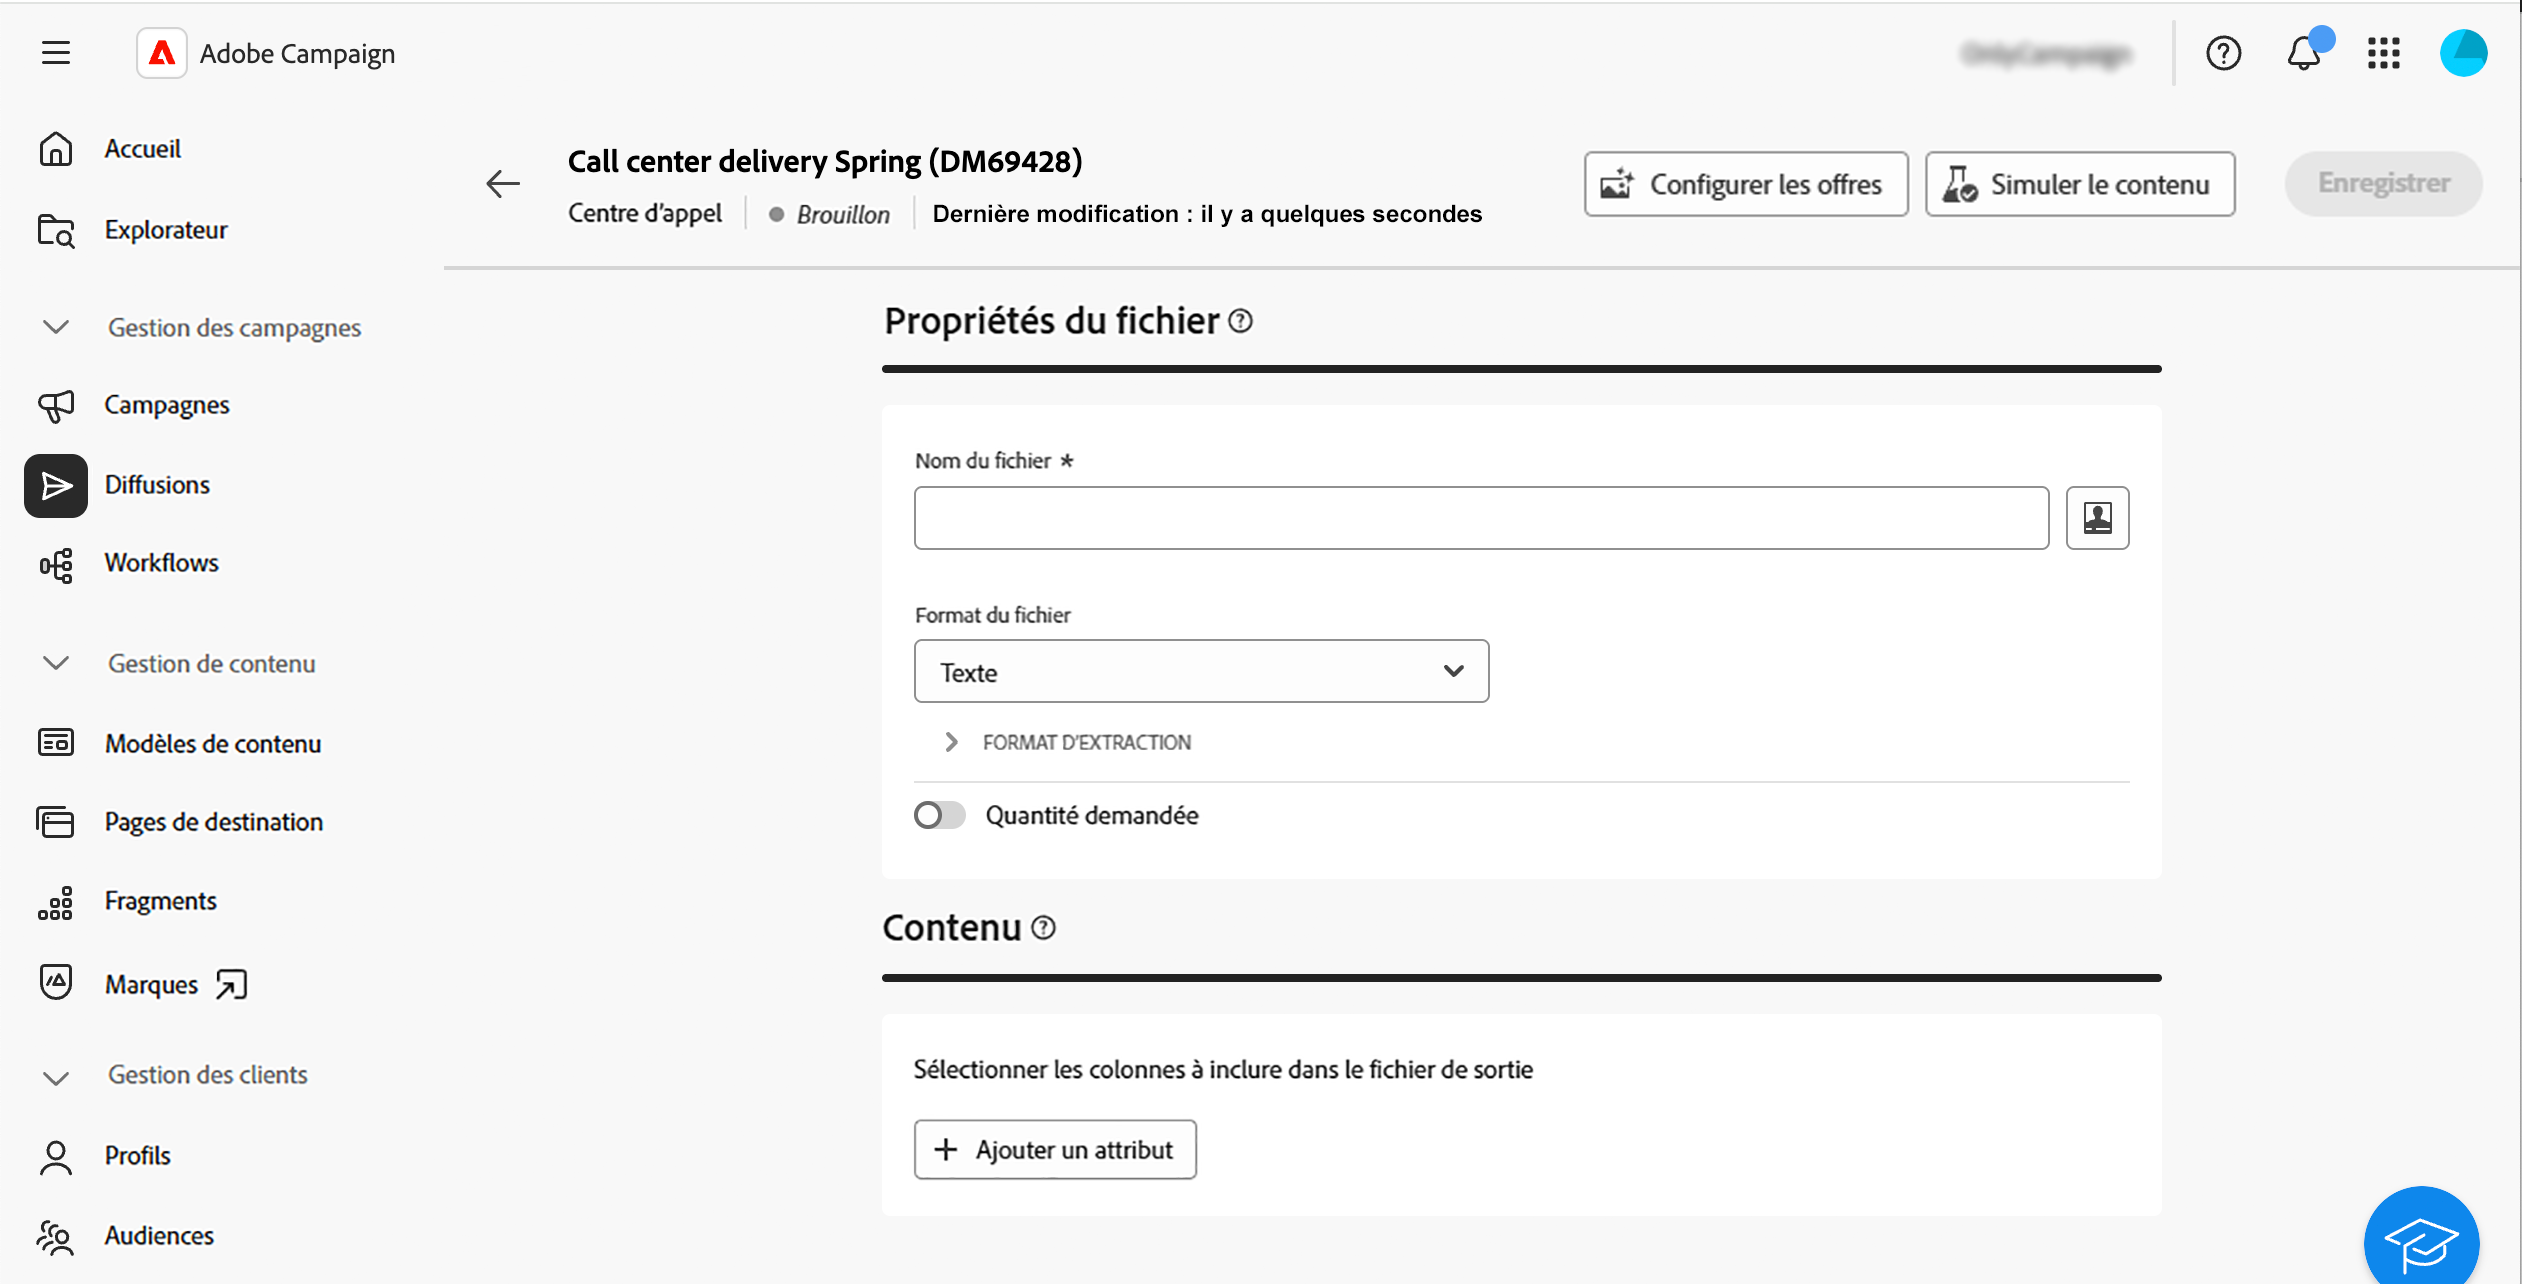 Adobe Campaign
Accueil
Explorateur
Gestion des campagnes
Campagnes
Diffusions
Workflows
Gestion de contenu
Modèles de contenu
Pages de destination
Fragments
Marques
Gestion des clients
Profils
Audiences
Call center delivery Spring (DM69428)
Centre d'appel Brouillon Dernière modification : il y a quelques secondes
Configurer les offres
Simuler le contenu
Enregistrer
Propriétés du fichier
Nom du fichier *
Format du fichier
Texte
FORMAT D'EXTRACTION
Quantité demandée
Contenu
Sélectionner les colonnes à inclure dans le fichier de sortie
+ Ajouter un attribut